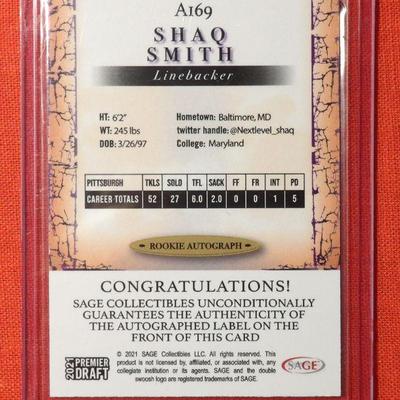 A169
SHAQ
SMITH
Linebacker
HT: 6'2"
Hometown: Baltimore, MD
WT: 245 lbs
twitter handle: @Nextlevel_shaq
DOB: 3/26/97
College: Maryland
PITTSBURGH TKLS SOLO TFL SACK FF FR INT PD
CAREER TOTALS 52 27 6.0 2.0 0 0 1 5
ROOKIE AUTOGRAPH
CONGRATULATIONS!
SAGE COLLECTIBLES UNCONDITIONALLY
GUARANTEES THE AUTHENTICITY OF
THE AUTOGRAPHED LABEL ON THE
FRONT OF THIS CARD
2021 PREMIER DRAFT
© 2021 SAGE Collectibles LLC. All rights reserved. This
product is not licensed by, affiliated, or associated with, any
collegiate institution or its agents. SAGE and the double
swoosh logo are registered trademarks of SAGE.
SAGE